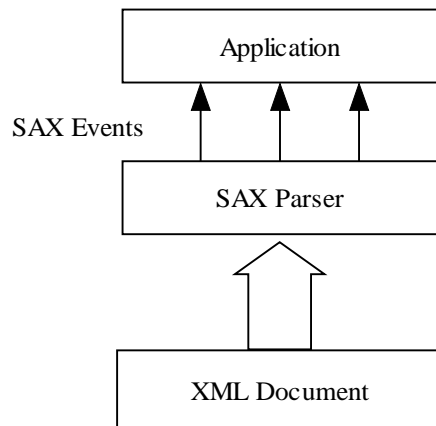 Application
SAX Events
SAX Parser
XML Document